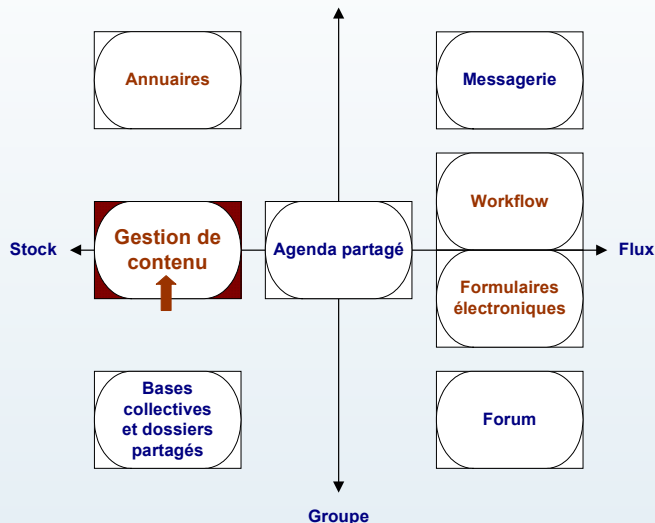 Annuaires
Messagerie
Workflow
Stock
Gestion de
contenu
Agenda partagé
Flux
Formulaires
électroniques
Bases
collectives
et dossiers
partagés
Forum
Groupe